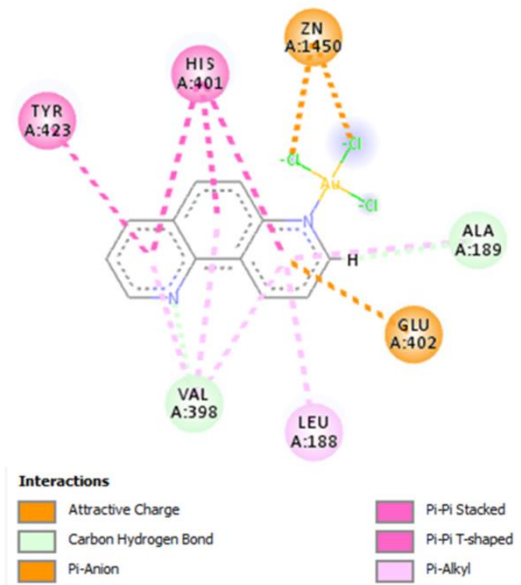 ZN
A:1450
HIS
A:401
TYR
A:423
-Cl
-Cl
Au
-Cl
N
ALA
A:189
H
GLU
A:402
N
VAL
A:398
LEU
A:188
Interactions
Attractive Charge
Carbon Hydrogen Bond
Pi-Anion
Pi-Pi Stacked
Pi-Pi T-shaped
Pi-Alkyl